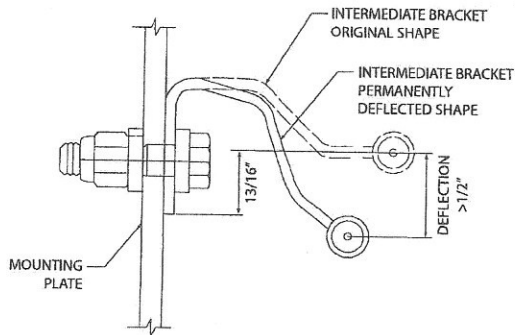 INTERMEDIATE BRACKET
ORIGINAL SHAPE
INTERMEDIATE BRACKET
PERMANENTLY
DEFLECTED SHAPE
13/16"
DEFLECTION
>1/2"
MOUNTING
PLATE